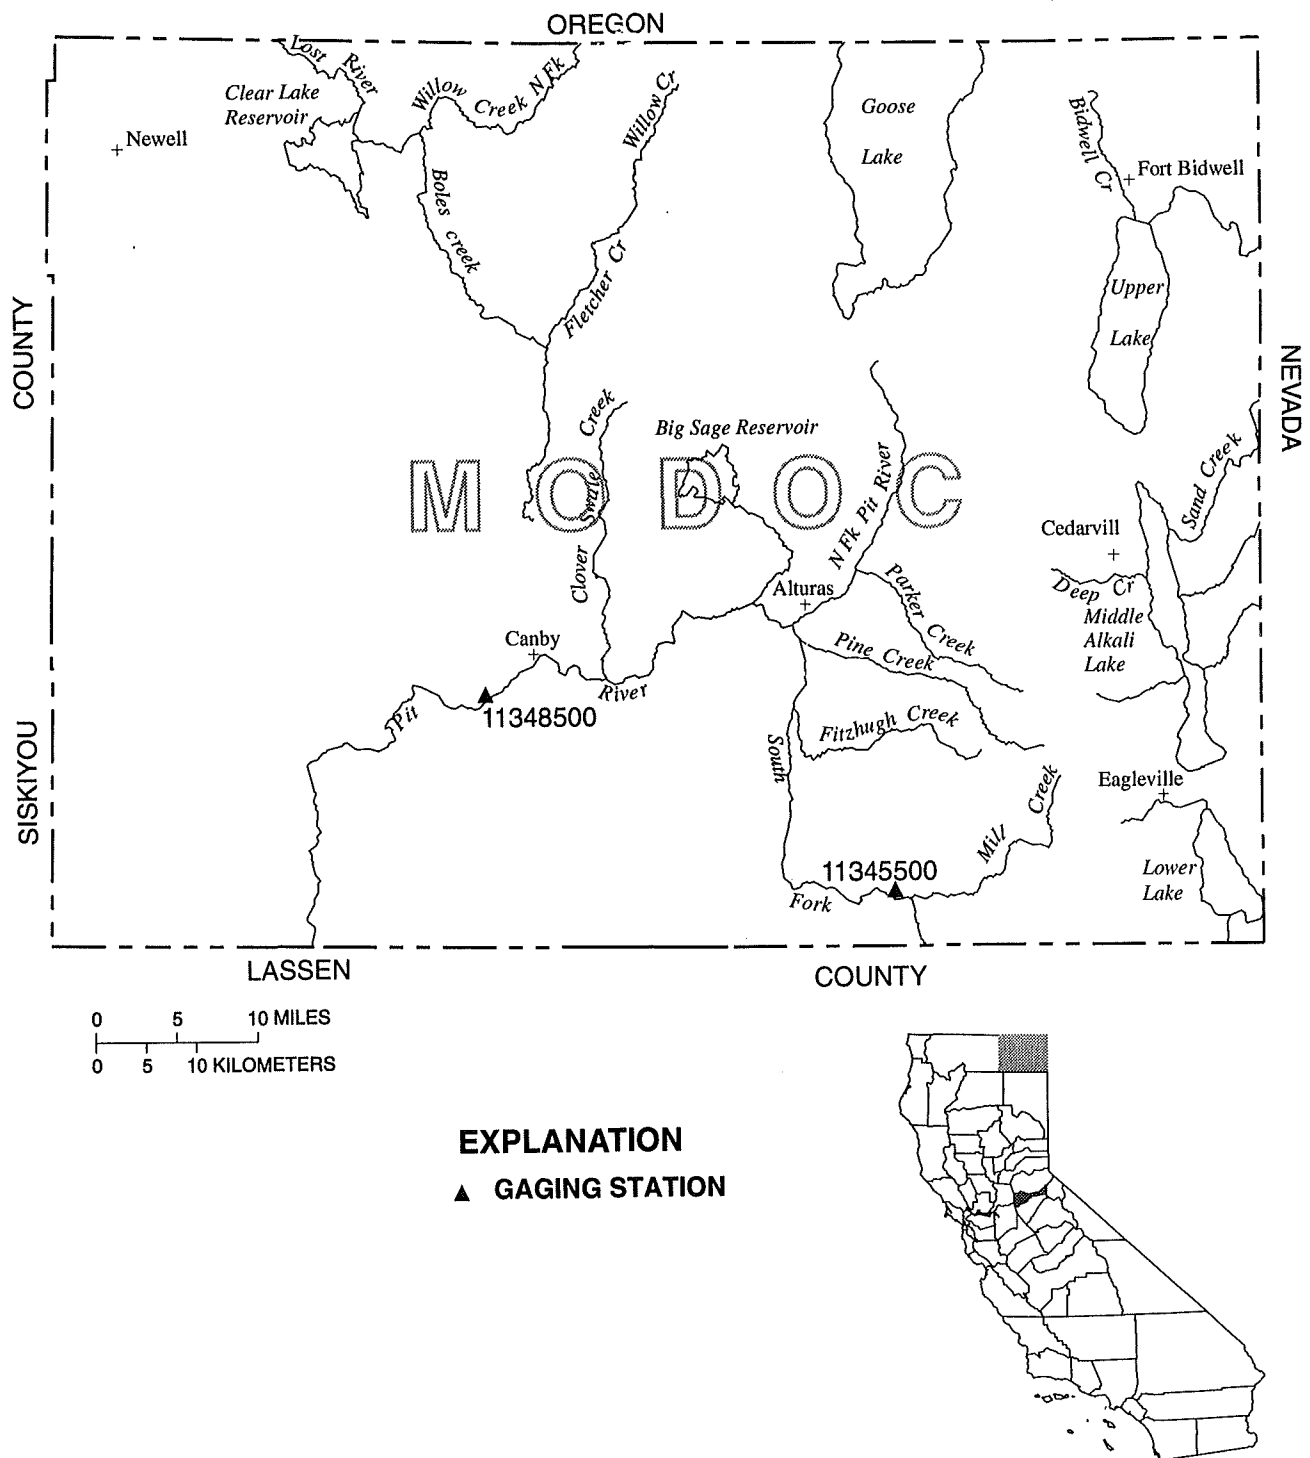 OREGON
Lost River
Clear Lake
Reservoir
Willow Creek N Fk
Willow Cr
Goose
Lake
Bidwell Cr
Newell
Fort Bidwell
Boles creek
Fletcher Cr
Upper
Lake
COUNTY
NEVADA
Clover Swale Creek
Big Sage Reservoir
N Fk Pit River
Sand Creek
MODOC
Cedarvill
Deep Cr
Alturas
Parker Creek
Middle
Alkali
Lake
Canby
Pine Creek
Pit River
11348500
Fitzhugh Creek
South Fork
SISKIYOU
Eagleville
Mill Creek
11345500
Lower
Lake
LASSEN COUNTY
0 5 10 MILES
0 5 10 KILOMETERS
EXPLANATION
GAGING STATION